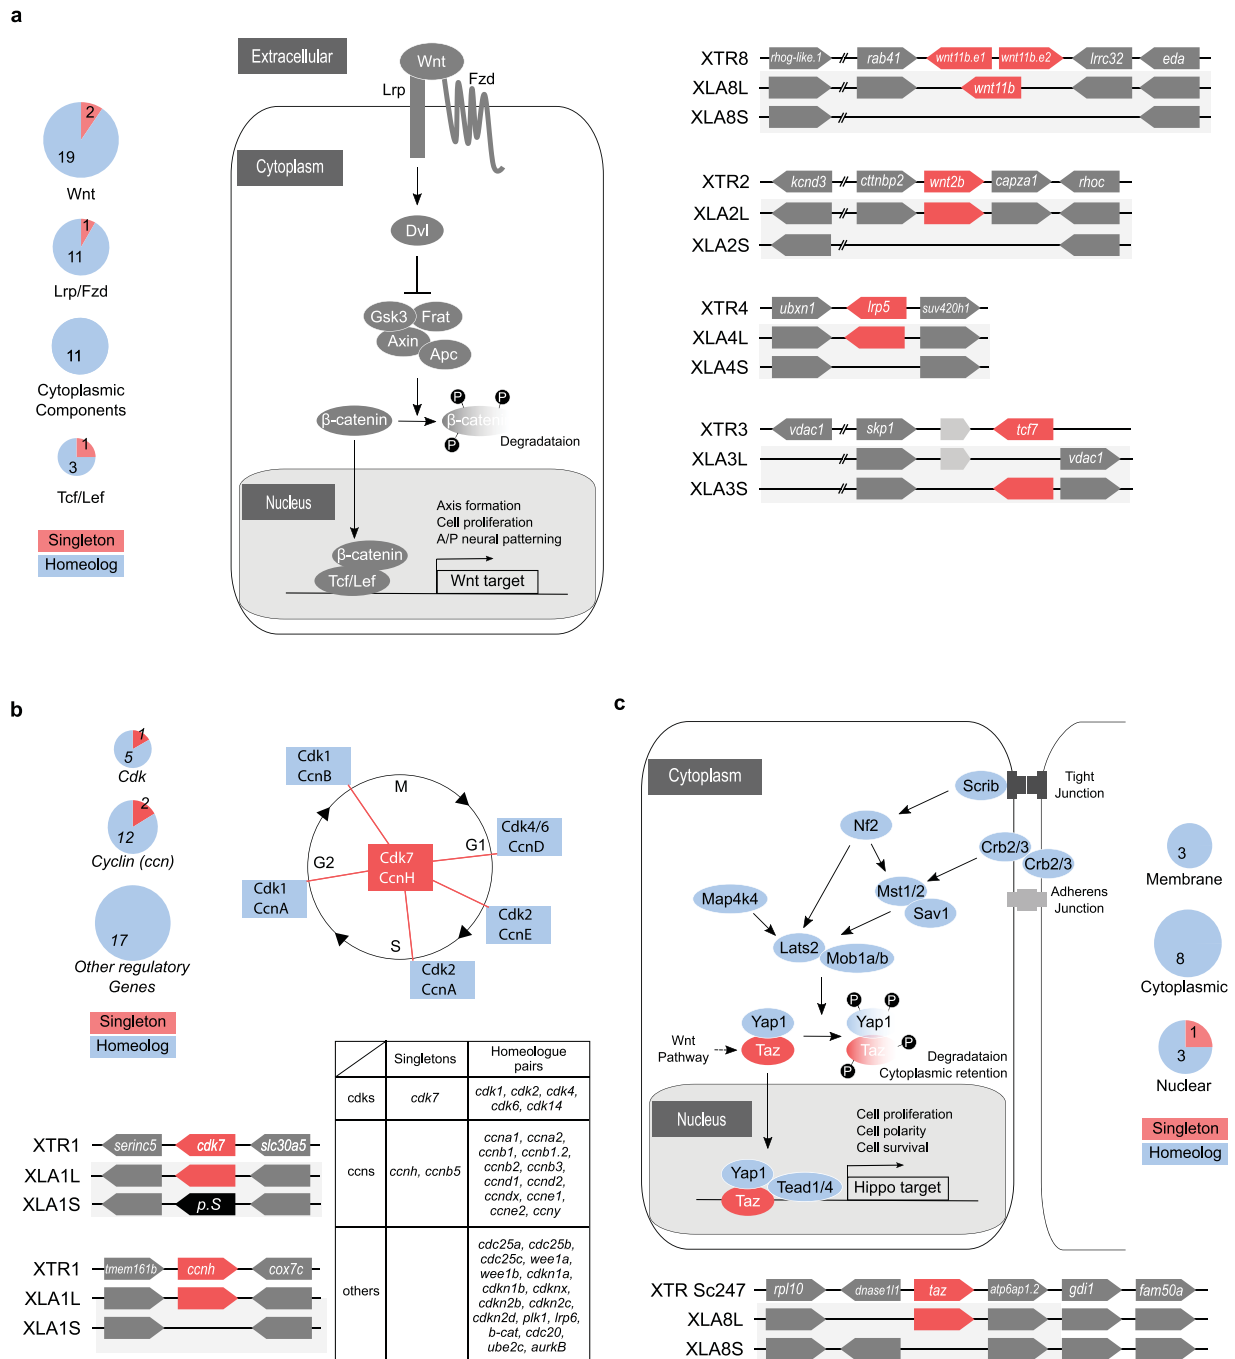 a
Extracellular
Wnt
Fzd
Lrp
Cytoplasm
Dvl
Gsk3
Frat
Axin
Apc
β-catenin
β-catenin
P
P
P
Degradataion
Nucleus
Axis formation
Cell proliferation
A/P neural patterning
β-catenin
Tcf/Lef
Wnt target
2
19
Wnt
1
11
Lrp/Fzd
11
Cytoplasmic
Components
1
3
Tcf/Lef
Singleton
Homeolog
XTR8
rhog-like.1
rab41
wnt11b.e1
wnt11b.e2
lrrc32
eda
XLA8L
wnt11b
XLA8S
XTR2
kcnd3
cttnbp2
wnt2b
capza1
rhoc
XLA2L
XLA2S
XTR4
ubxn1
lrp5
suv420h1
XLA4L
XLA4S
XTR3
vdac1
skp1
tcf7
XLA3L
vdac1
XLA3S
b
1
5
Cdk
2
12
Cyclin (ccn)
17
Other regulatory
Genes
Singleton
Homeolog
Cdk1
CcnB
M
Cdk4/6
CcnD
G1
G2
Cdk7
CcnH
Cdk1
CcnA
Cdk2
CcnE
S
Cdk2
CcnA
Singletons
Homeologue
pairs
cdks
cdk7
cdk1, cdk2, cdk4,
cdk6, cdk14
ccns
ccnh, ccnb5
ccna1, ccna2,
ccnb1, ccnb1.2,
ccnb2, ccnb3,
ccnd1, ccnd2,
ccndx, ccne1,
ccne2, ccny
others
cdc25a, cdc25b,
cdc25c, wee1a,
wee1b, cdkn1a,
cdkn1b, cdknx,
cdkn2b, cdkn2c,
cdkn2d, plk1, lrp6,
b-cat, cdc20,
ube2c, aurkB
XTR1
serinc5
cdk7
slc30a5
XLA1L
XLA1S
p.S
XTR1
tmem161b
ccnh
cox7c
XLA1L
XLA1S
c
Cytoplasm
Scrib
Tight
Junction
Nf2
Crb2/3
Crb2/3
Mst1/2
Sav1
Adherens
Junction
Map4k4
Lats2
Mob1a/b
Wnt
Pathway
Yap1
Taz
Yap1
Taz
P
P
P
P
Degradataion
Cytoplasmic retention
Nucleus
Cell proliferation
Cell polarity
Cell survival
Yap1
Taz
Tead1/4
Hippo target
3
Membrane
8
Cytoplasmic
1
3
Nuclear
Singleton
Homeolog
XTR Sc247
rpl10
dnase1l1
taz
atp6ap1.2
gdi1
fam50a
XLA8L
XLA8S